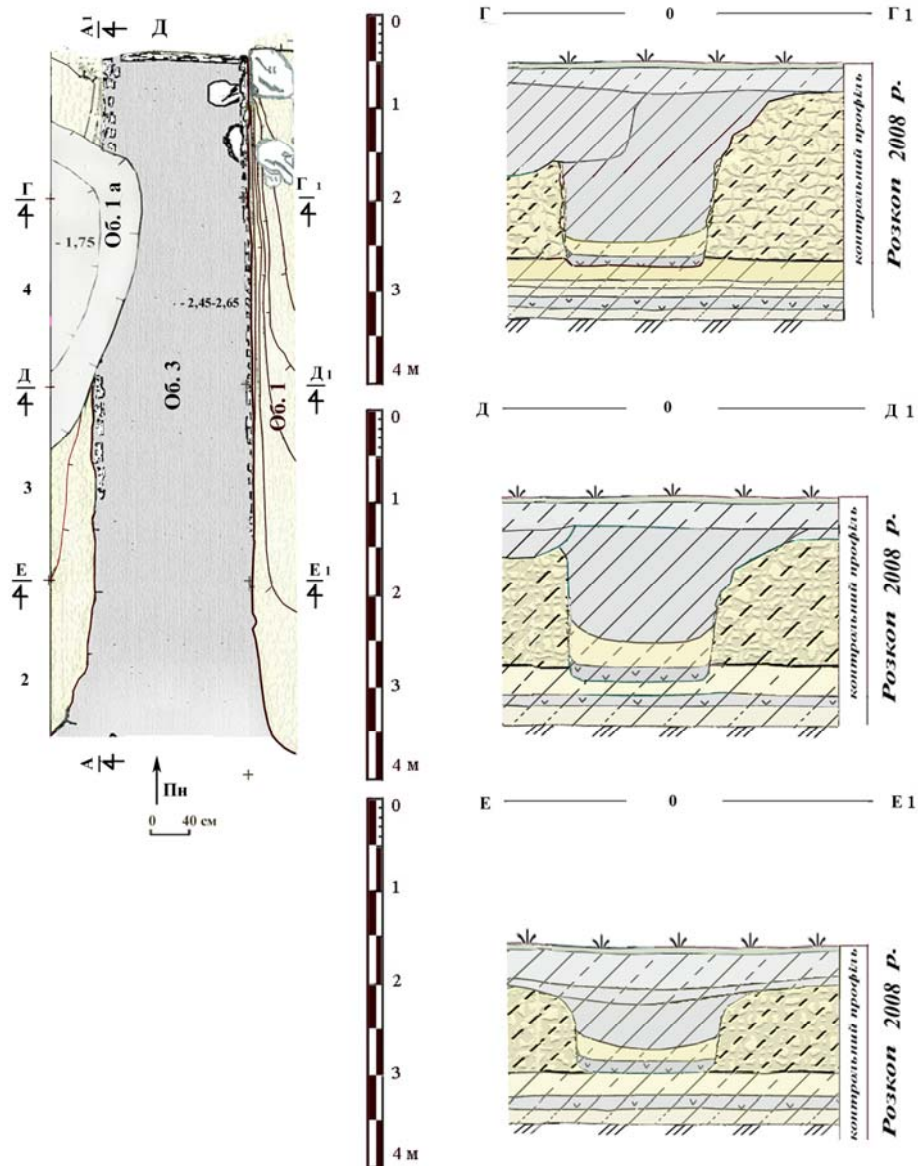 А1
4
Д
Г
4
Г 1
4
Об. 1 а
- 1,75
4
- 2,45-2,65
Об. 3
Об. 1
Д
4
Д1
4
3
Е
4
Е1
4
2
А
4
Пн
0 40 см
0
1
2
3
4 м
0
1
2
3
4 м
0
1
2
3
4 м
Г 0 Г 1
контрольний профіль
Розкоп 2008 р.
Д 0 Д 1
контрольний профіль
Розкоп 2008 р.
Е 0 Е 1
контрольний профіль
Розкоп 2008 р.